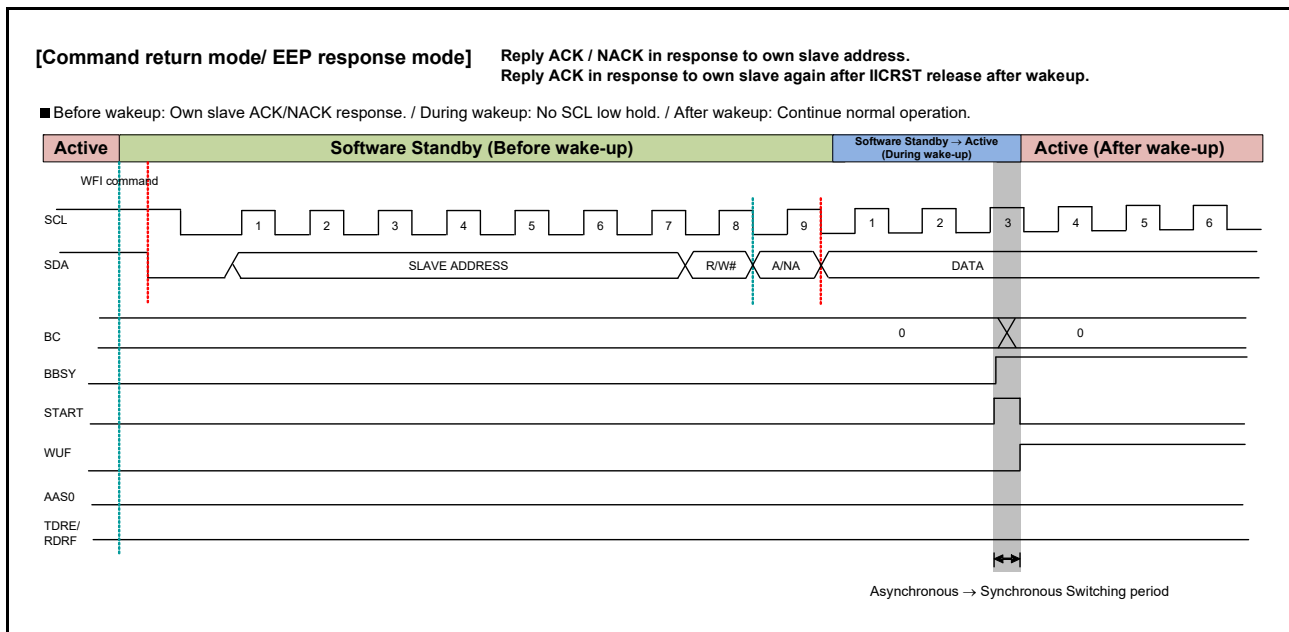 [Command return mode/ EEP response mode]
Reply ACK / NACK in response to own slave address.
Reply ACK in response to own slave again after IICRST release after wakeup.
■ Before wakeup: Own slave ACK/NACK response. / During wakeup: No SCL low hold. / After wakeup: Continue normal operation.
Active
Software Standby (Before wake-up)
Software Standby → Active
(During wake-up)
Active (After wake-up)
WFI command
SCL
1 2 3 4 5 6 7 8 9 1 2 3 4 5 6
SDA
SLAVE ADDRESS
R/W#
A/NA
DATA
BC
0
0
BBSY
START
WUF
AAS0
TDRE/
RDRF
Asynchronous → Synchronous Switching period